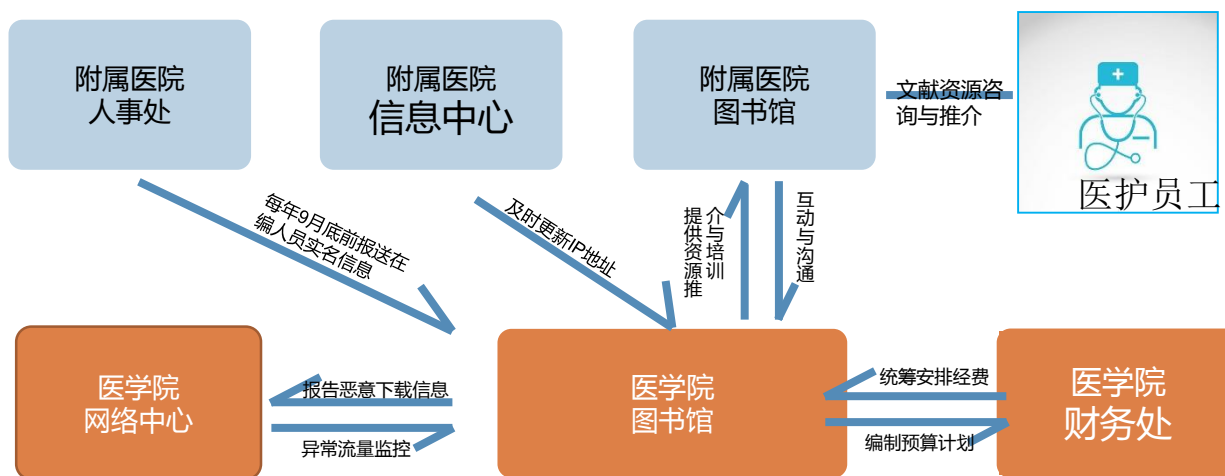 附属医院
人事处
附属医院
信息中心
附属医院
图书馆
文献资源咨
询与推介
医护员工
每年9月底前报送在
编人员实名信息
及时更新IP地址
提供资源推
介与培训
互动与沟通
医学院
网络中心
报告恶意下载信息
异常流量监控
医学院
图书馆
统筹安排经费
编制预算计划
医学院
财务处